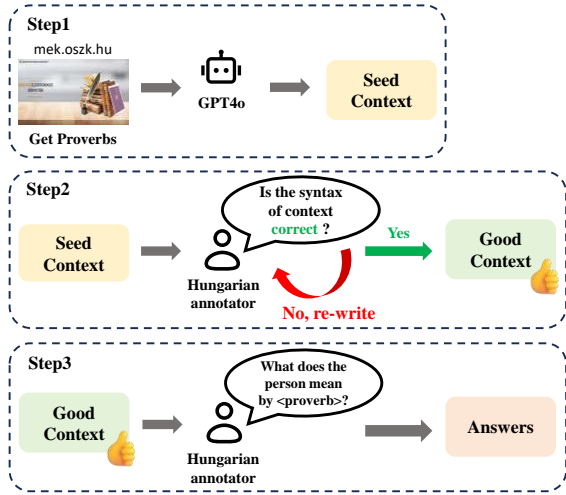 Step1
mek.oszk.hu
Get Proverbs
GPT4o
Seed
Context
Step2
Seed
Context
Is the syntax
of context
correct ?
Hungarian
annotator
No, re-write
Yes
Good
Context
Step3
Good
Context
What does the
person mean
by <proverb>?
Hungarian
annotator
Answers